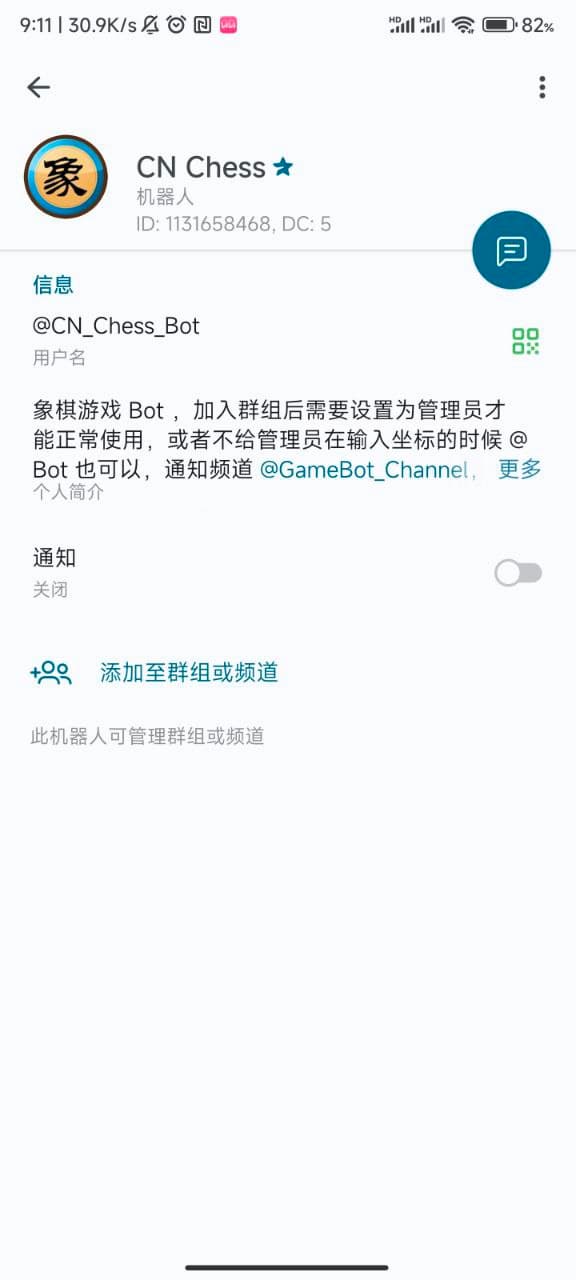 9:11 | 30.9K/s
HD HD 82%
象
CN Chess
机器人
ID: 1131658468, DC: 5
信息
@CN_Chess_Bot
用户名
象棋游戏 Bot ，加入群组后需要设置为管理员才
能正常使用，或者不给管理员在输入坐标的时候 @
Bot 也可以，通知频道 @GameBot_Channel， 更多
个人简介
通知
关闭
添加至群组或频道
此机器人可管理群组或频道